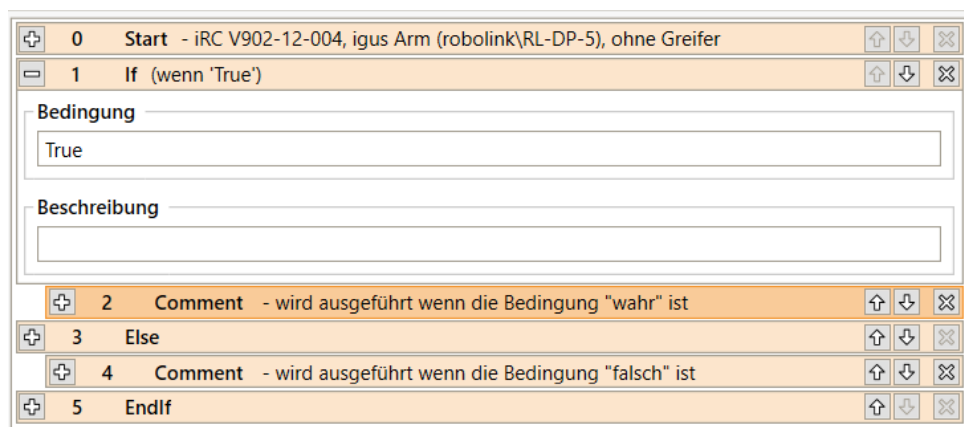 0 Start - iRC V902-12-004, igus Arm (robolink\RL-DP-5), ohne Greifer
1 If (wenn 'True')
Bedingung
True
Beschreibung
2 Comment - wird ausgeführt wenn die Bedingung "wahr" ist
3 Else
4 Comment - wird ausgeführt wenn die Bedingung "falsch" ist
5 EndIf